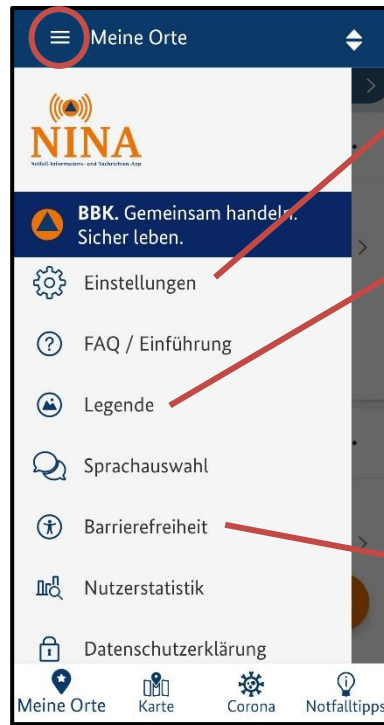 Meine Orte
NINA
Notfall-Informations- und Nachrichten-App
BBK. Gemeinsam handeln.
Sicher leben.
Einstellungen
FAQ / Einführung
Legende
Sprachauswahl
Barrierefreiheit
Nutzerstatistik
Datenschutzerklärung
Meine Orte Karte Corona Notfalltipps